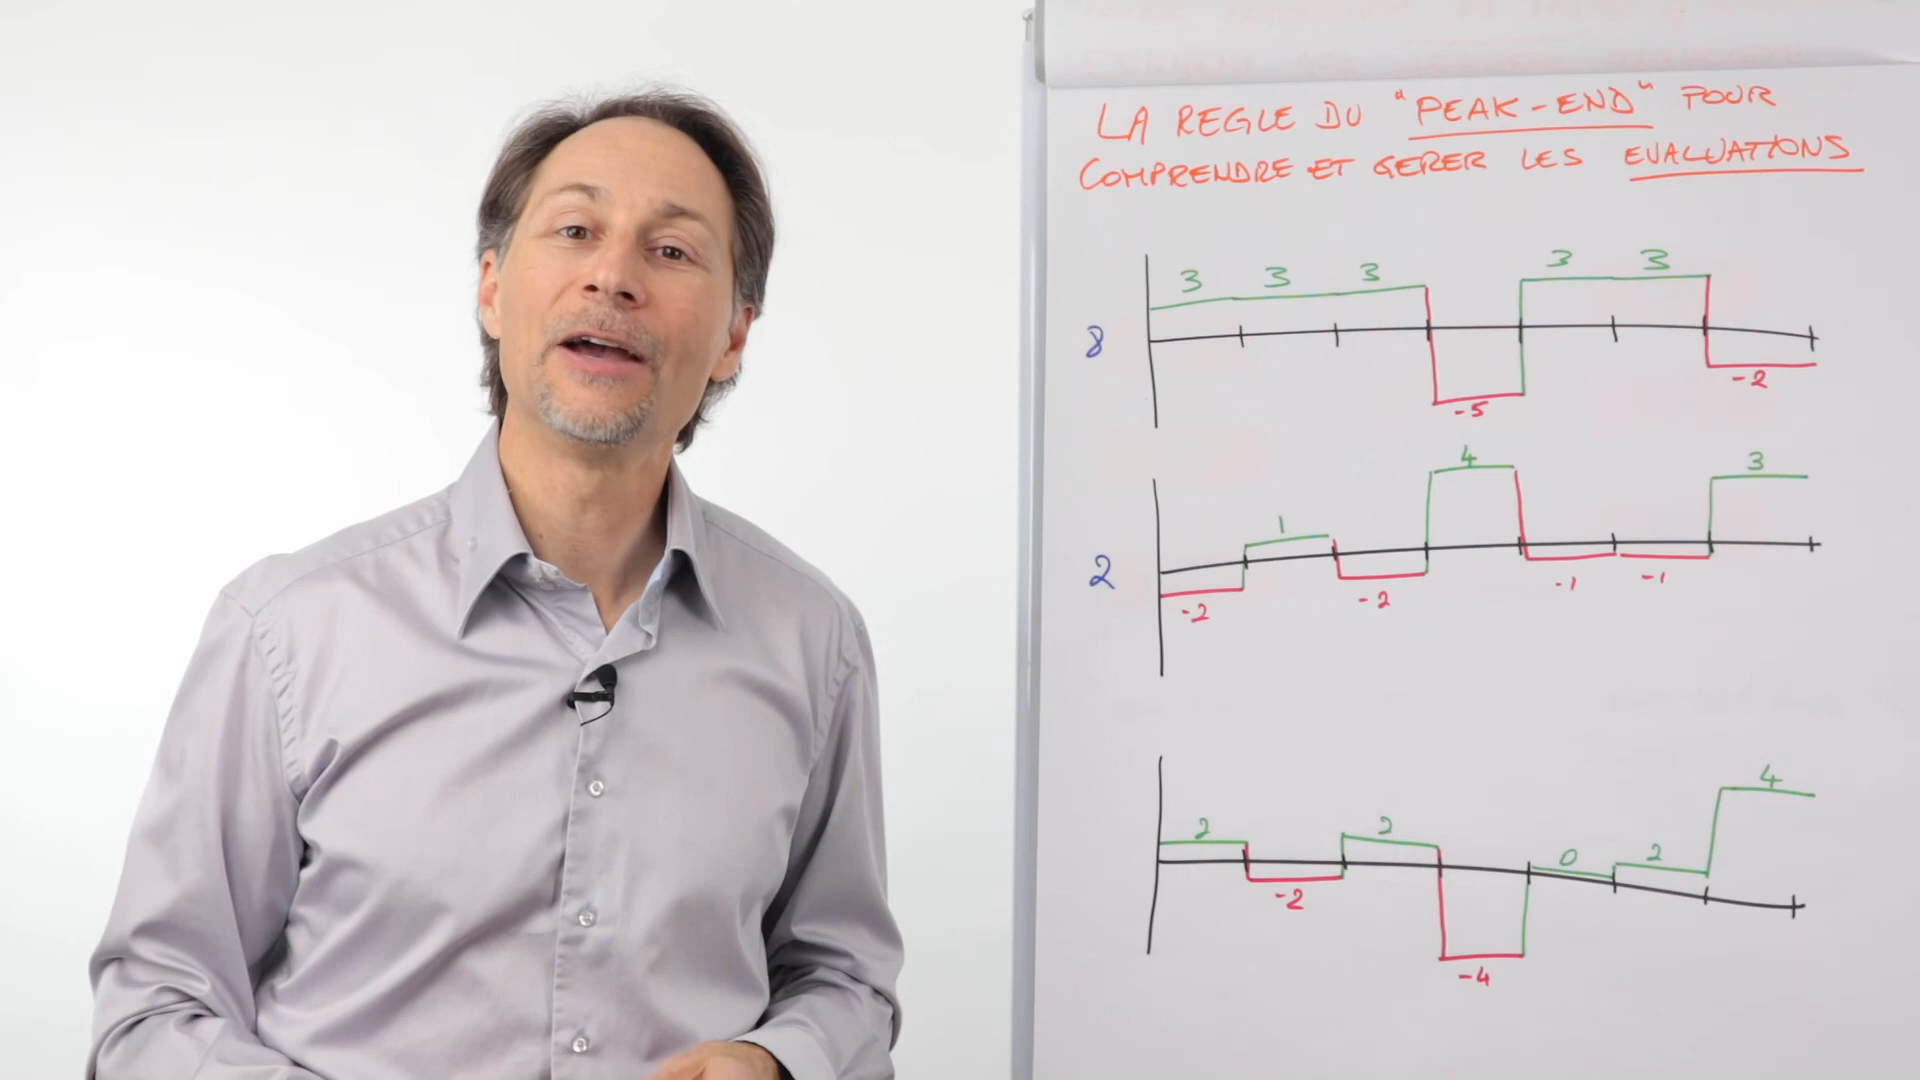 LA REGLE DU "PEAK-END" POUR
COMPRENDRE ET GERER LES EVALUATIONS
3 3 3 3 3
8
-5 -2
4 3
1
2
-2 -2 -1 -1
4
2 2 0 2
-2
-4